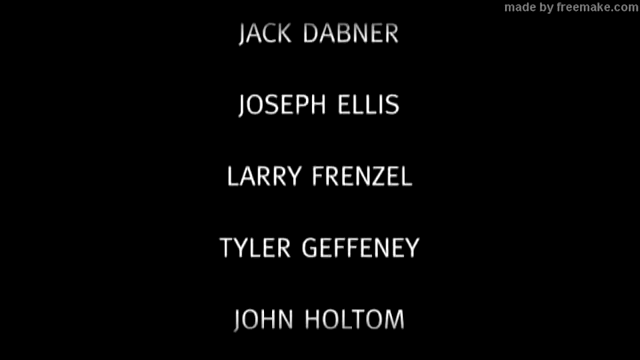 made by freemake.com
JACK DABNER
JOSEPH ELLIS
LARRY FRENZEL
TYLER GEFFENEY
JOHN HOLTOM